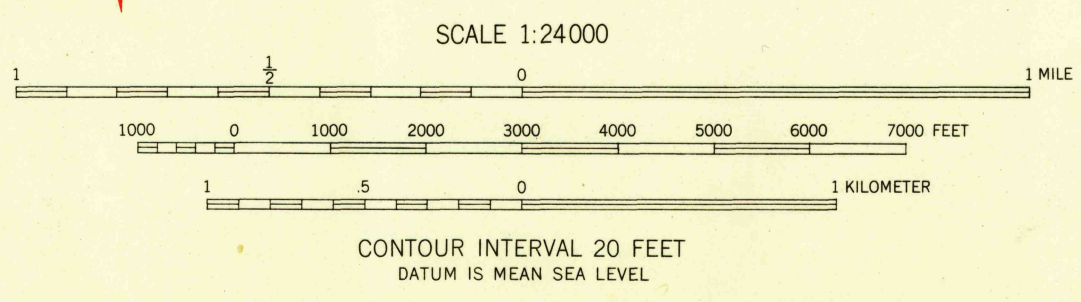 SCALE 1:24000
1 1/2 0 1 MILE
1000 0 1000 2000 3000 4000 5000 6000 7000 FEET
1 .5 0 1 KILOMETER
CONTOUR INTERVAL 20 FEET
DATUM IS MEAN SEA LEVEL